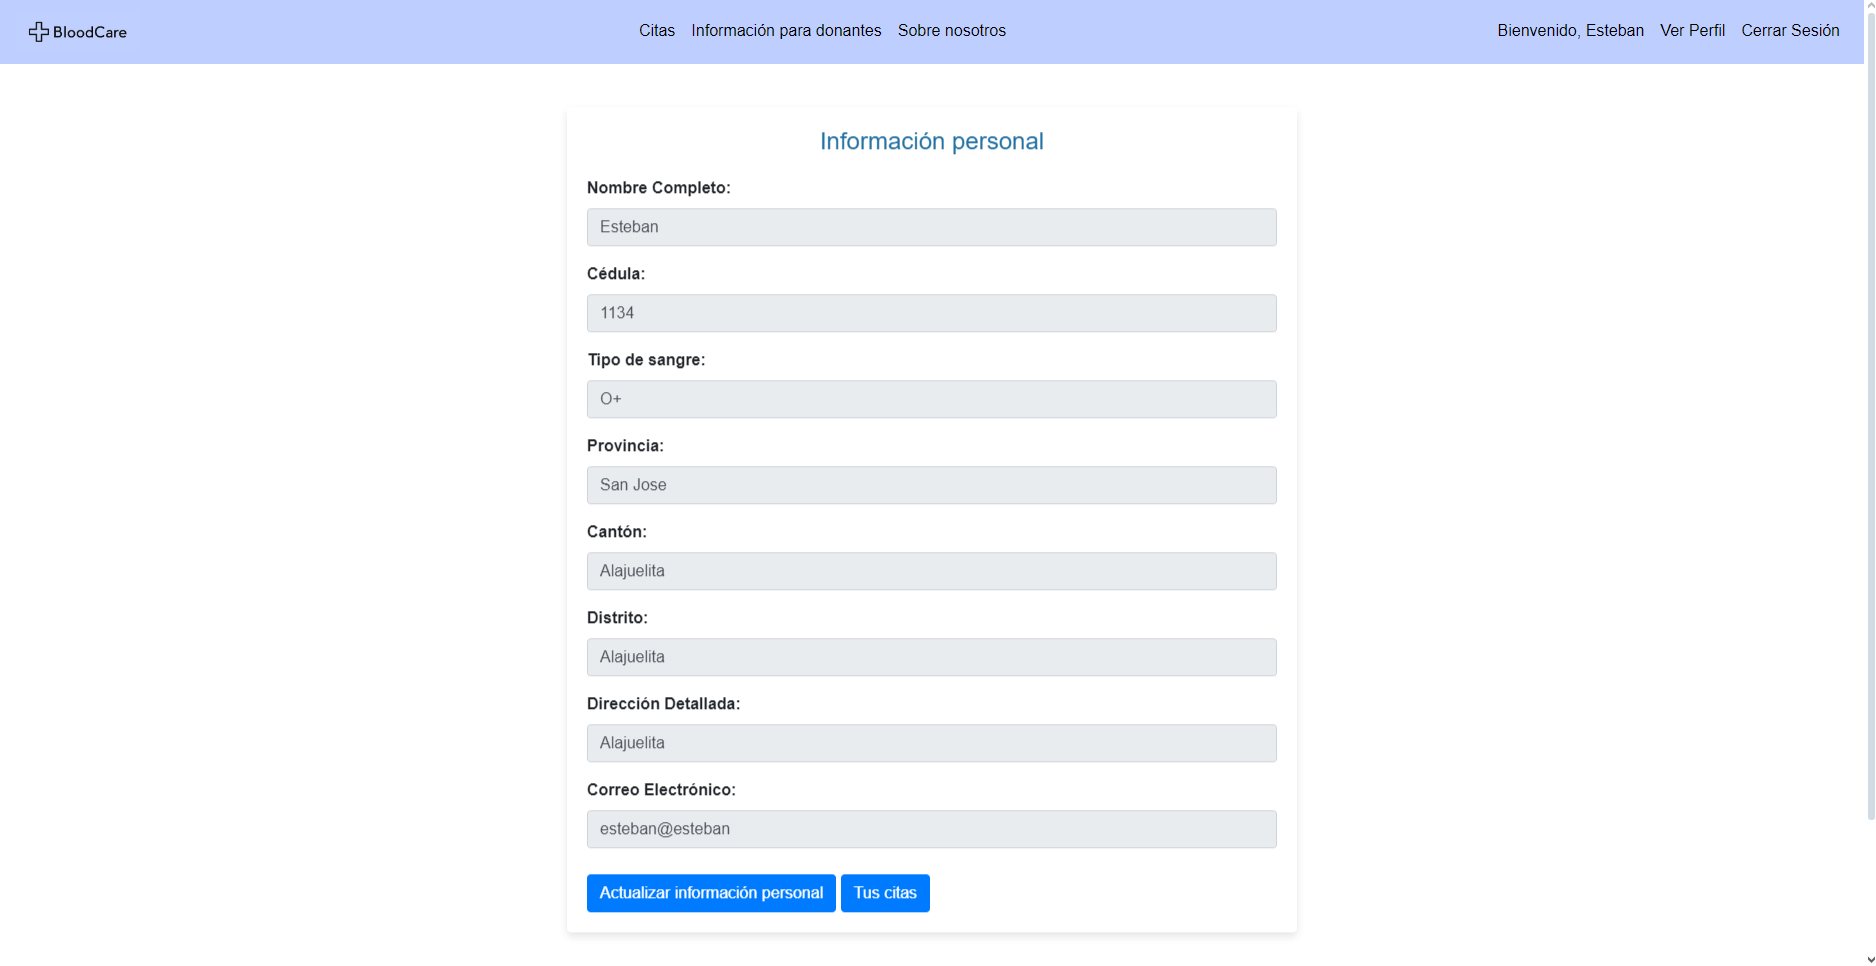 BloodCare
Citas Información para donantes Sobre nosotros
Bienvenido, Esteban Ver Perfil Cerrar Sesión
Información personal
Nombre Completo:
Esteban
Cédula:
1134
Tipo de sangre:
O+
Provincia:
San Jose
Cantón:
Alajuelita
Distrito:
Alajuelita
Dirección Detallada:
Alajuelita
Correo Electrónico:
esteban@esteban
Actualizar información personal Tus citas